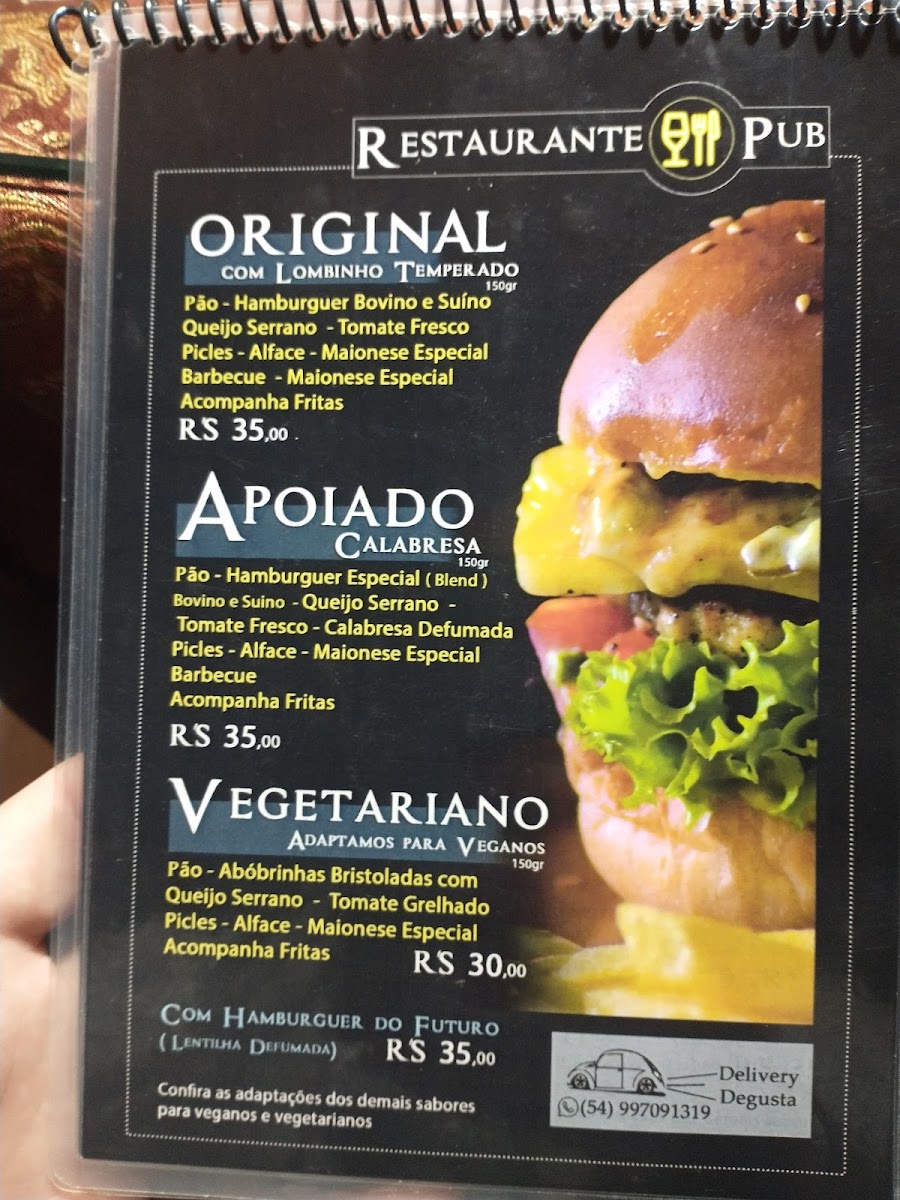 RESTAURANTE PUB
ORIGINAL
COM LOMBINHO TEMPERADO
150gr
Pão - Hamburguer Bovino e Suíno
Queijo Serrano - Tomate Fresco
Picles - Alface - Maionese Especial
Barbecue - Maionese Especial
Acompanha Fritas
R$ 35,00 .
APOIADO
CALABRESA
150gr
Pão - Hamburguer Especial ( Blend )
Bovino e Suino - Queijo Serrano -
Tomate Fresco - Calabresa Defumada
Picles - Alface - Maionese Especial
Barbecue
Acompanha Fritas
R$ 35,00
VEGETARIANO
ADAPTAMOS PARA VEGANOS
150gr
Pão - Abóbrinhas Bristoladas com
Queijo Serrano - Tomate Grelhado
Picles - Alface - Maionese Especial
Acompanha Fritas
R$ 30,00
COM HAMBURGUER DO FUTURO
( LENTILHA DEFUMADA)
R$ 35,00
Confira as adaptações dos demais sabores
para veganos e vegetarianos
Delivery
Degusta
(54) 997091319